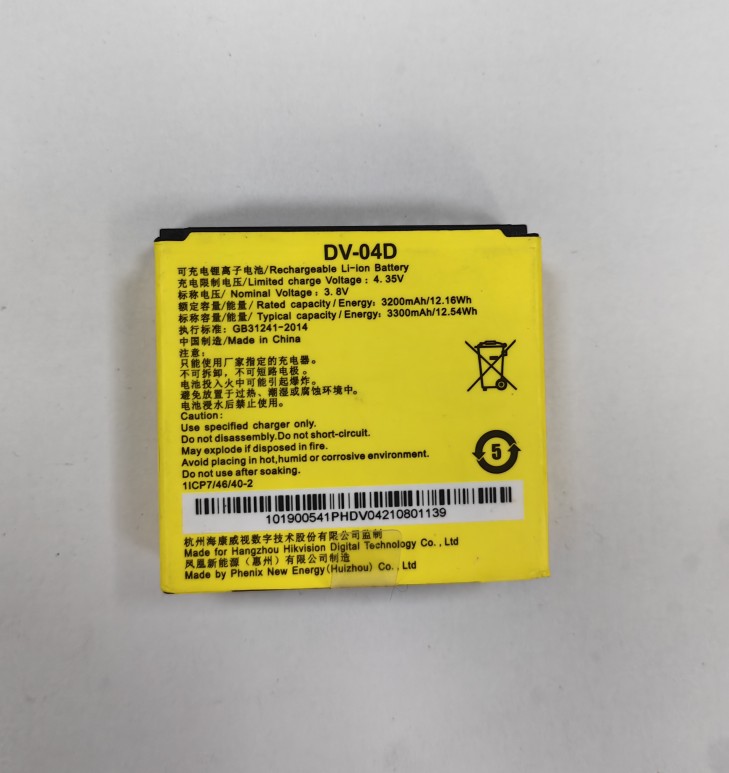 DV-04D
可充电锂离子电池/Rechargeable Li-ion Battery
充电限制电压/Limited charge Voltage：4.35V
标称电压/ Nominal Voltage：3.8V
额定容量/能量/ Rated capacity/Energy：3200mAh/12.16Wh
标称容量/能量/ Typical capacity/Energy：3300mAh/12.54Wh
执行标准：GB31241-2014
中国制造/Made in China
注意：
只能使用厂家指定的充电器。
不可拆卸，不可短路电极。
电池投入火中可能引起爆炸。
避免放置于过热、潮湿或腐蚀环境中。
电池浸水后禁止使用。
Caution:
Use specified charger only.
Do not disassembly.Do not short-circuit.
May explode if disposed in fire.
Avoid placing in hot,humid or corrosive environment.
Do not use after soaking.
1ICP7/46/40-2
5
101900541PHDV04210801139
杭州海康威视数字技术股份有限公司监制
Made for Hangzhou Hikvision Digital Technology Co.,Ltd
凤凰新能源（惠州）有限公司制造
Made by Phenix New Energy(Huizhou) Co.,Ltd